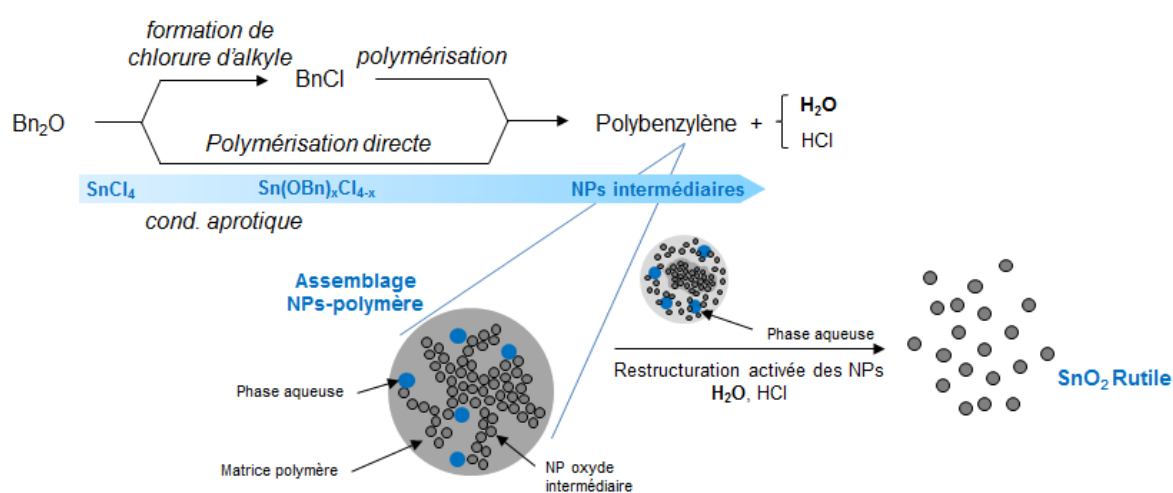 formation de
chlorure d'alkyle
polymérisation
BnCl
Bn₂O
Polymérisation directe
Polybenzylène +
H₂O
HCl
SnCl₄
Sn(OBn)ₓCl₄₋ₓ
NPs intermédiaires
cond. aprotique
Assemblage
NPs-polymère
Phase aqueuse
Restructuration activée des NPs
H₂O, HCl
SnO₂ Rutile
Phase aqueuse
Matrice polymère
NP oxyde
intermédiaire